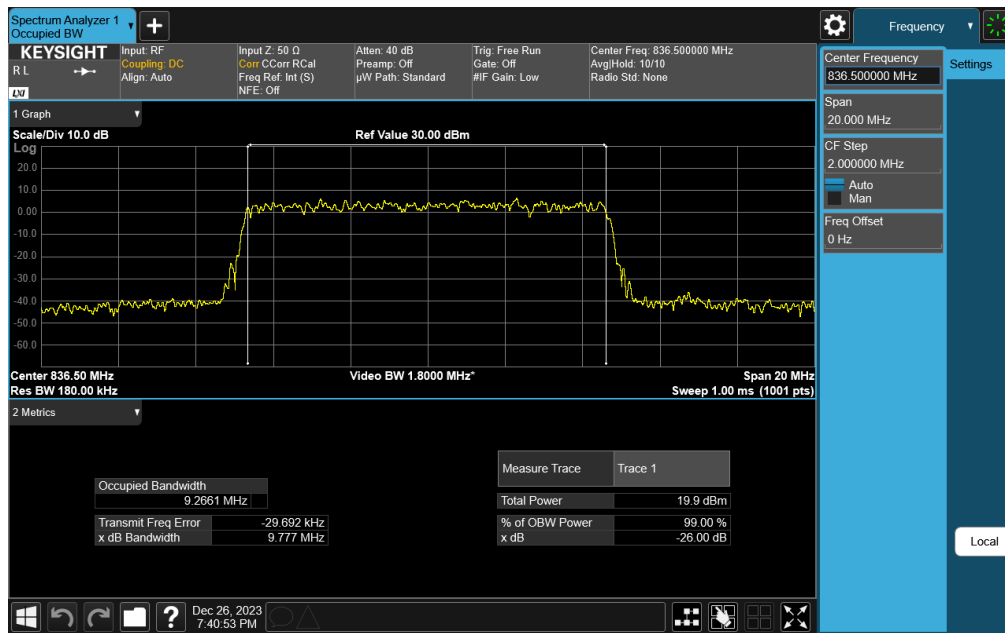 Spectrum Analyzer 1
Occupied BW
Frequency
KEYSIGHT
R L
LXI
Input: RF
Coupling: DC
Align: Auto
Input Z: 50 Ω
Corr CCorr RCal
Freq Ref: Int (S)
NFE: Off
Atten: 40 dB
Preamp: Off
µW Path: Standard
Trig: Free Run
Gate: Off
#IF Gain: Low
Center Freq: 836.500000 MHz
Avg|Hold: 10/10
Radio Std: None
Center Frequency
836.500000 MHz
Settings
Span
20.000 MHz
CF Step
2.000000 MHz
Auto
Man
Freq Offset
0 Hz
1 Graph
Scale/Div 10.0 dB
Ref Value 30.00 dBm
Log
20.0
10.0
0.00
-10.0
-20.0
-30.0
-40.0
-50.0
-60.0
Center 836.50 MHz
Video BW 1.8000 MHz*
Span 20 MHz
Res BW 180.00 kHz
Sweep 1.00 ms (1001 pts)
2 Metrics
Occupied Bandwidth
9.2661 MHz
Transmit Freq Error -29.692 kHz
x dB Bandwidth 9.777 MHz
Measure Trace Trace 1
Total Power 19.9 dBm
% of OBW Power 99.00 %
x dB -26.00 dB
Local
Dec 26, 2023
7:40:53 PM